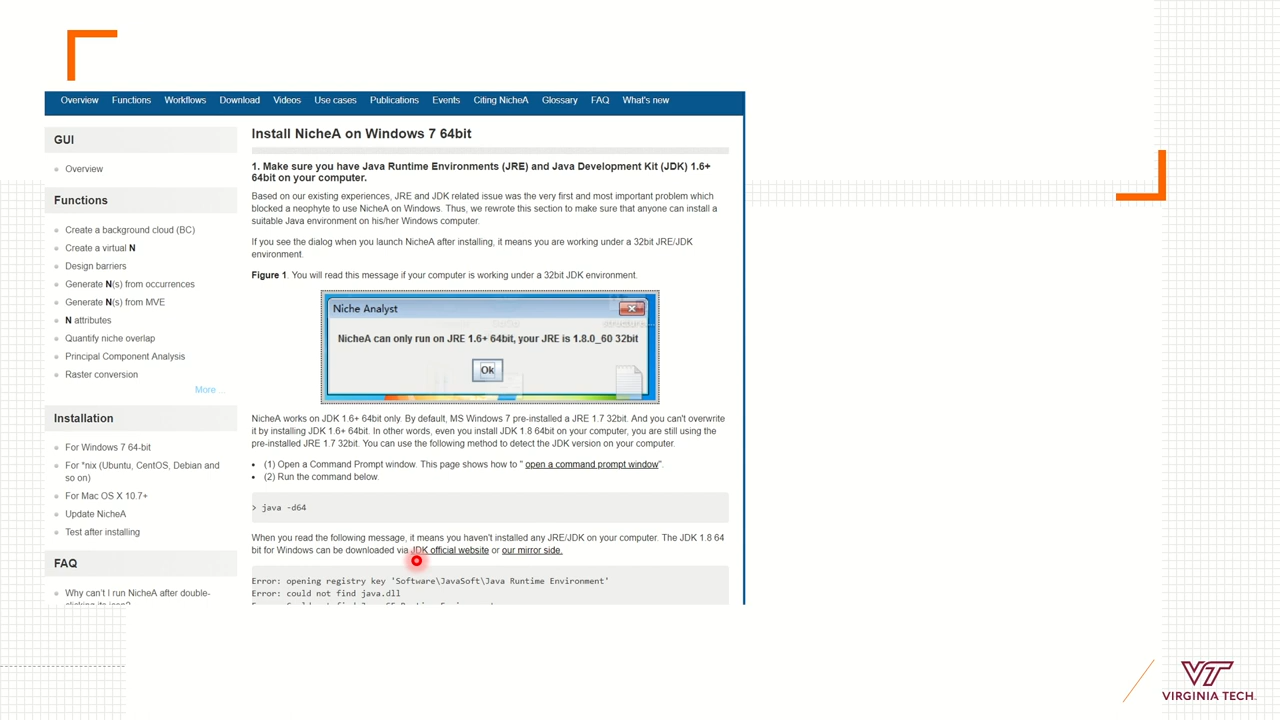 Overview Functions Workflows Download Videos Use cases Publications Events Citing NicheA Glossary FAQ What's new
GUI
Overview
Functions
Create a background cloud (BC)
Create a virtual N
Design barriers
Generate N(s) from occurrences
Generate N(s) from MVE
N attributes
Quantify niche overlap
Principal Component Analysis
Raster conversion
More ...
Installation
For Windows 7 64-bit
For *nix (Ubuntu, CentOS, Debian and
so on)
For Mac OS X 10.7+
Update NicheA
Test after installing
FAQ
Why can't I run NicheA after double-
Install NicheA on Windows 7 64bit
1. Make sure you have Java Runtime Environments (JRE) and Java Development Kit (JDK) 1.6+
64bit on your computer.
Based on our existing experiences, JRE and JDK related issue was the very first and most important problem which
blocked a neophyte to use NicheA on Windows. Thus, we rewrote this section to make sure that anyone can install a
suitable Java environment on his/her Windows computer.
If you see the dialog when you launch NicheA after installing, it means you are working under a 32bit JRE/JDK
environment.
Figure 1. You will read this message if your computer is working under a 32bit JDK environment.
Niche Analyst
NicheA can only run on JRE 1.6+ 64bit, your JRE is 1.8.0_60 32bit
Ok
NicheA works on JDK 1.6+ 64bit only. By default, MS Windows 7 pre-installed a JRE 1.7 32bit. And you can't overwrite
it by installing JDK 1.6+ 64bit. In other words, even you install JDK 1.8 64bit on your computer, you are still using the
pre-installed JRE 1.7 32bit. You can use the following method to detect the JDK version on your computer.
(1) Open a Command Prompt window. This page shows how to " open a command prompt window".
(2) Run the command below.
> java -d64
When you read the following message, it means you haven't installed any JRE/JDK on your computer. The JDK 1.8 64
bit for Windows can be downloaded via JDK official website or our mirror side.
Error: opening registry key 'Software\JavaSoft\Java Runtime Environment'
Error: could not find java.dll
VT
VIRGINIA TECH